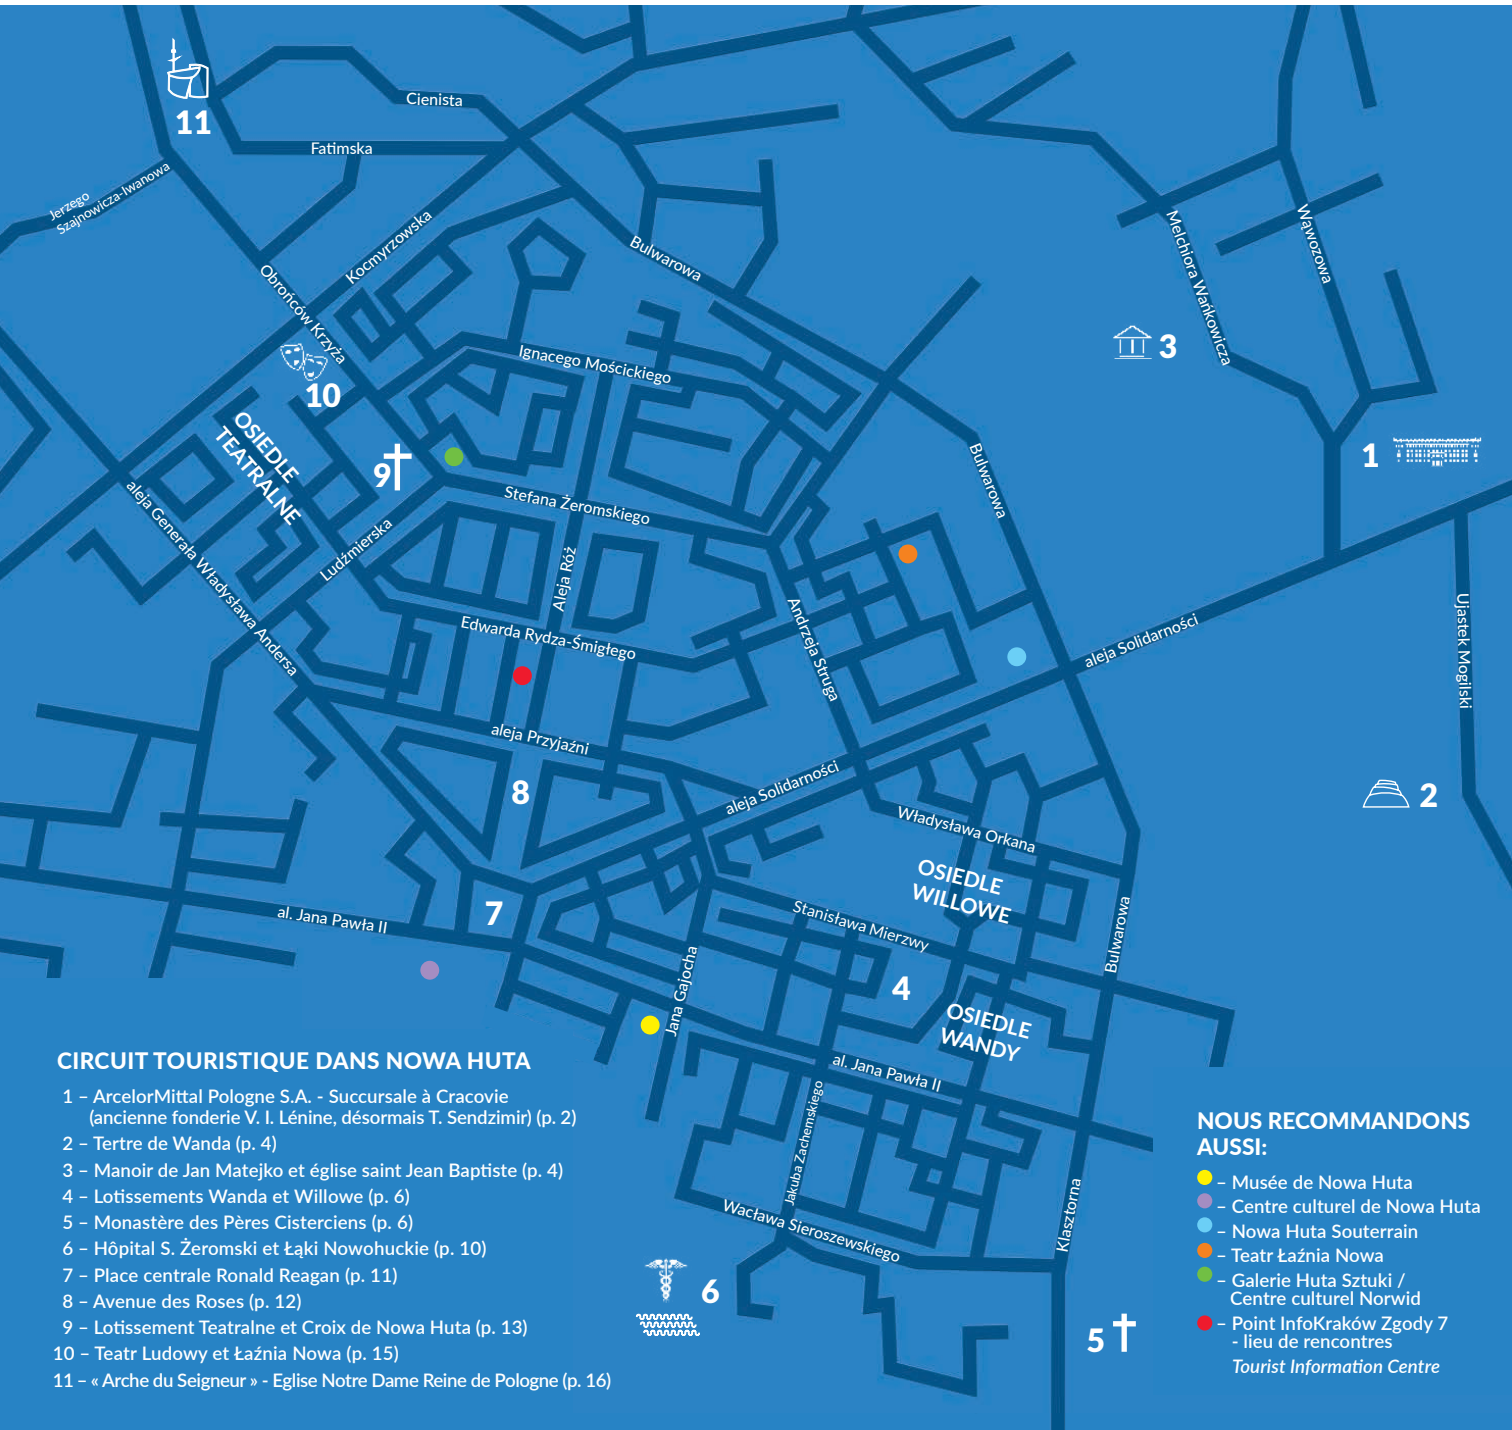 11
Cienista
Fatimska
Jerzego
Szajnowicza-Iwanowa
Kocmyrzowska
Obrońców Krzyża
Bulwarowa
Melchiora Wańkowicza
Wąwozowa
3
Ignacego Mościckiego
10
OSIEDLE
TEATRALNE
9
1
Bulwarowa
aleja Generała Władysława Andersa
Stefana Żeromskiego
Ludźmierska
Aleja Róż
Andrzeja Struga
Edwarda Rydza-Śmigłego
aleja Solidarności
Ujastek Mogilski
aleja Przyjaźni
8
aleja Solidarności
2
Władysława Orkana
OSIEDLE
WILLOWE
7
al. Jana Pawła II
Stanisława Mierzwy
Bulwarowa
4
Jana Gajocha
OSIEDLE
WANDY
al. Jana Pawła II
Jakuba Zachemskiego
Klasztorna
Wacława Sieroszewskiego
6
5
CIRCUIT TOURISTIQUE DANS NOWA HUTA
1 – ArcelorMittal Pologne S.A. - Succursale à Cracovie
(ancienne fonderie V. I. Lénine, désormais T. Sendzimir) (p. 2)
2 – Tertre de Wanda (p. 4)
3 – Manoir de Jan Matejko et église saint Jean Baptiste (p. 4)
4 – Lotissements Wanda et Willowe (p. 6)
5 – Monastère des Pères Cisterciens (p. 6)
6 – Hôpital S. Żeromski et Łąki Nowohuckie (p. 10)
7 – Place centrale Ronald Reagan (p. 11)
8 – Avenue des Roses (p. 12)
9 – Lotissement Teatralne et Croix de Nowa Huta (p. 13)
10 – Teatr Ludowy et Łaźnia Nowa (p. 15)
11 – « Arche du Seigneur » - Eglise Notre Dame Reine de Pologne (p. 16)
NOUS RECOMMANDONS
AUSSI:
– Musée de Nowa Huta
– Centre culturel de Nowa Huta
– Nowa Huta Souterrain
– Teatr Łaźnia Nowa
– Galerie Huta Sztuki /
Centre culturel Norwid
– Point InfoKraków Zgody 7
- lieu de rencontres
Tourist Information Centre